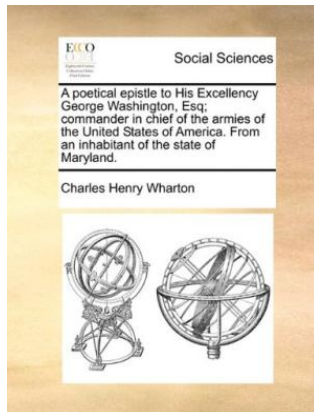 ECCO
Social Sciences
A poetical epistle to His Excellency
George Washington, Esq;
commander in chief of the armies of
the United States of America. From
an inhabitant of the state of
Maryland.
Charles Henry Wharton